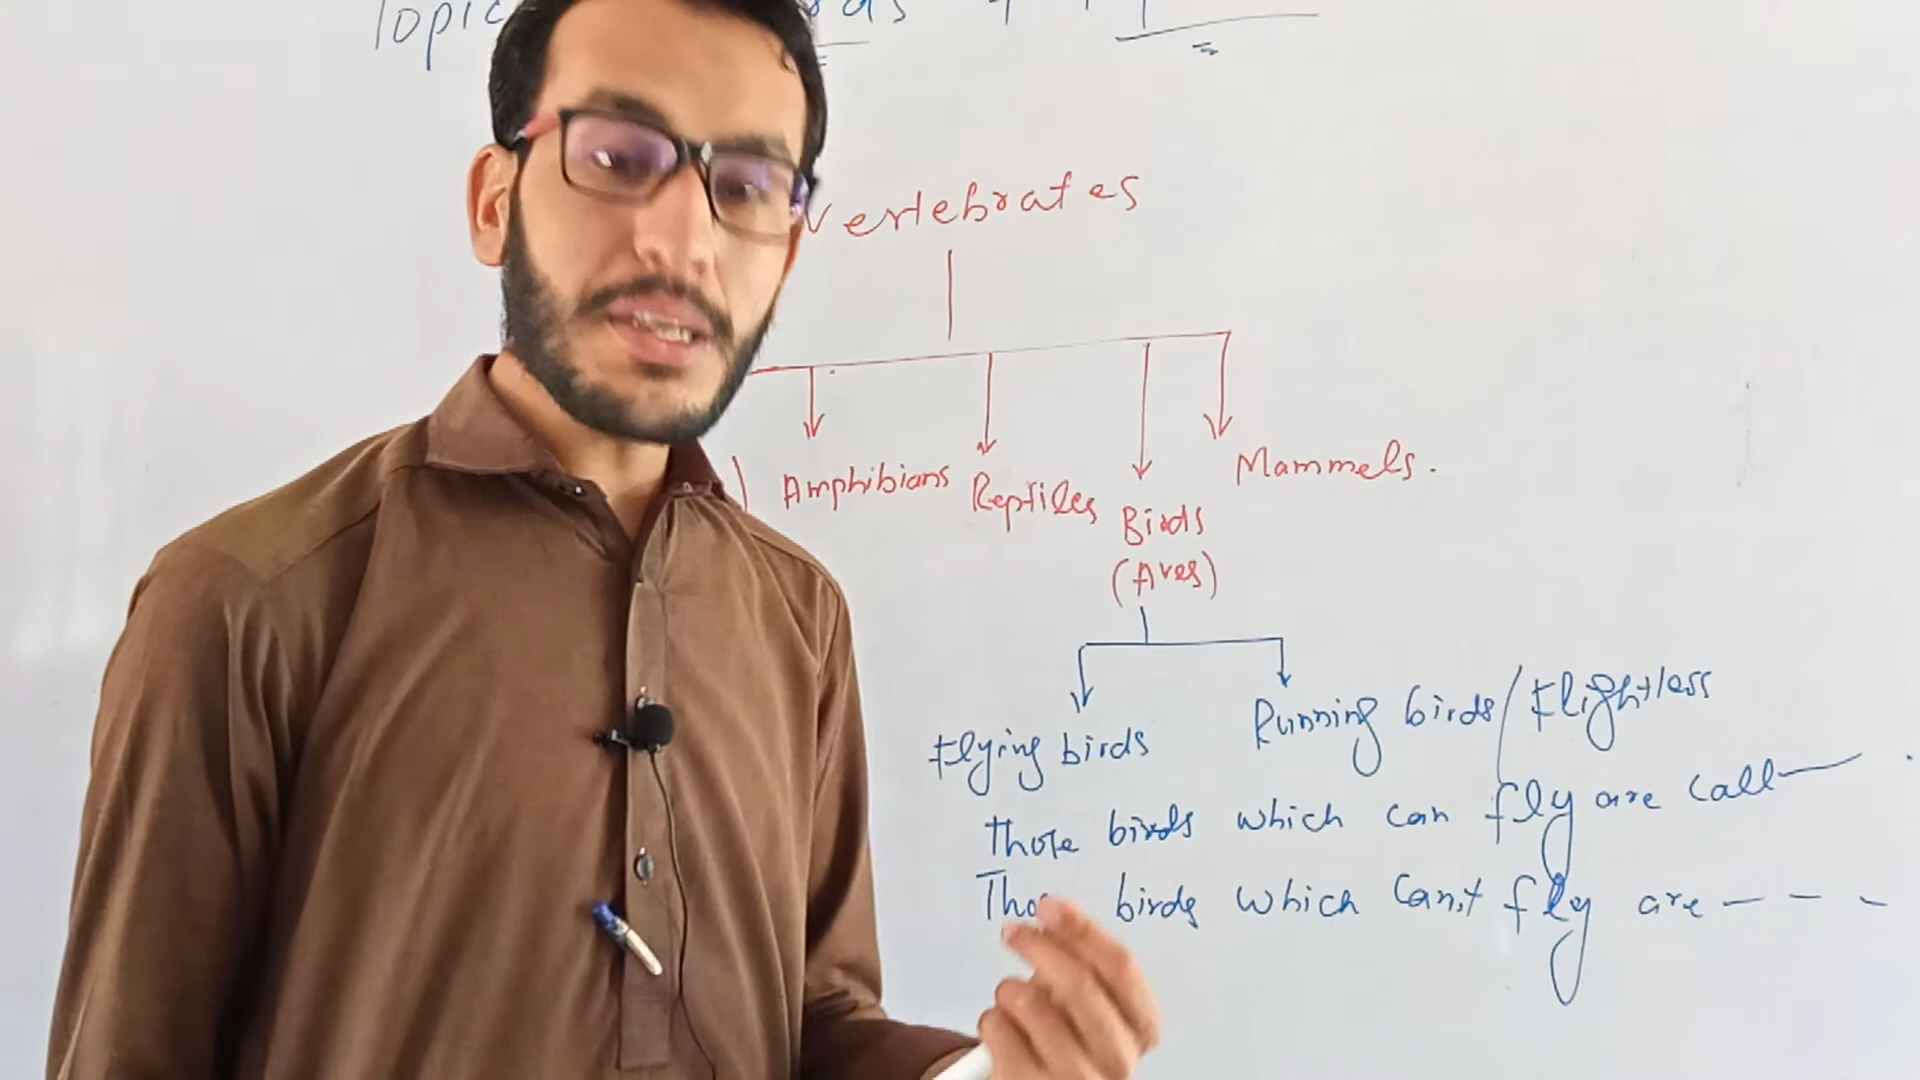 Topic
vertebrates
Amphibians Reptiles Birds Mammels.
(Aves)
Flying birds Running birds/Flightless
Those birds which can fly are call
Those birds which can't fly are - - -